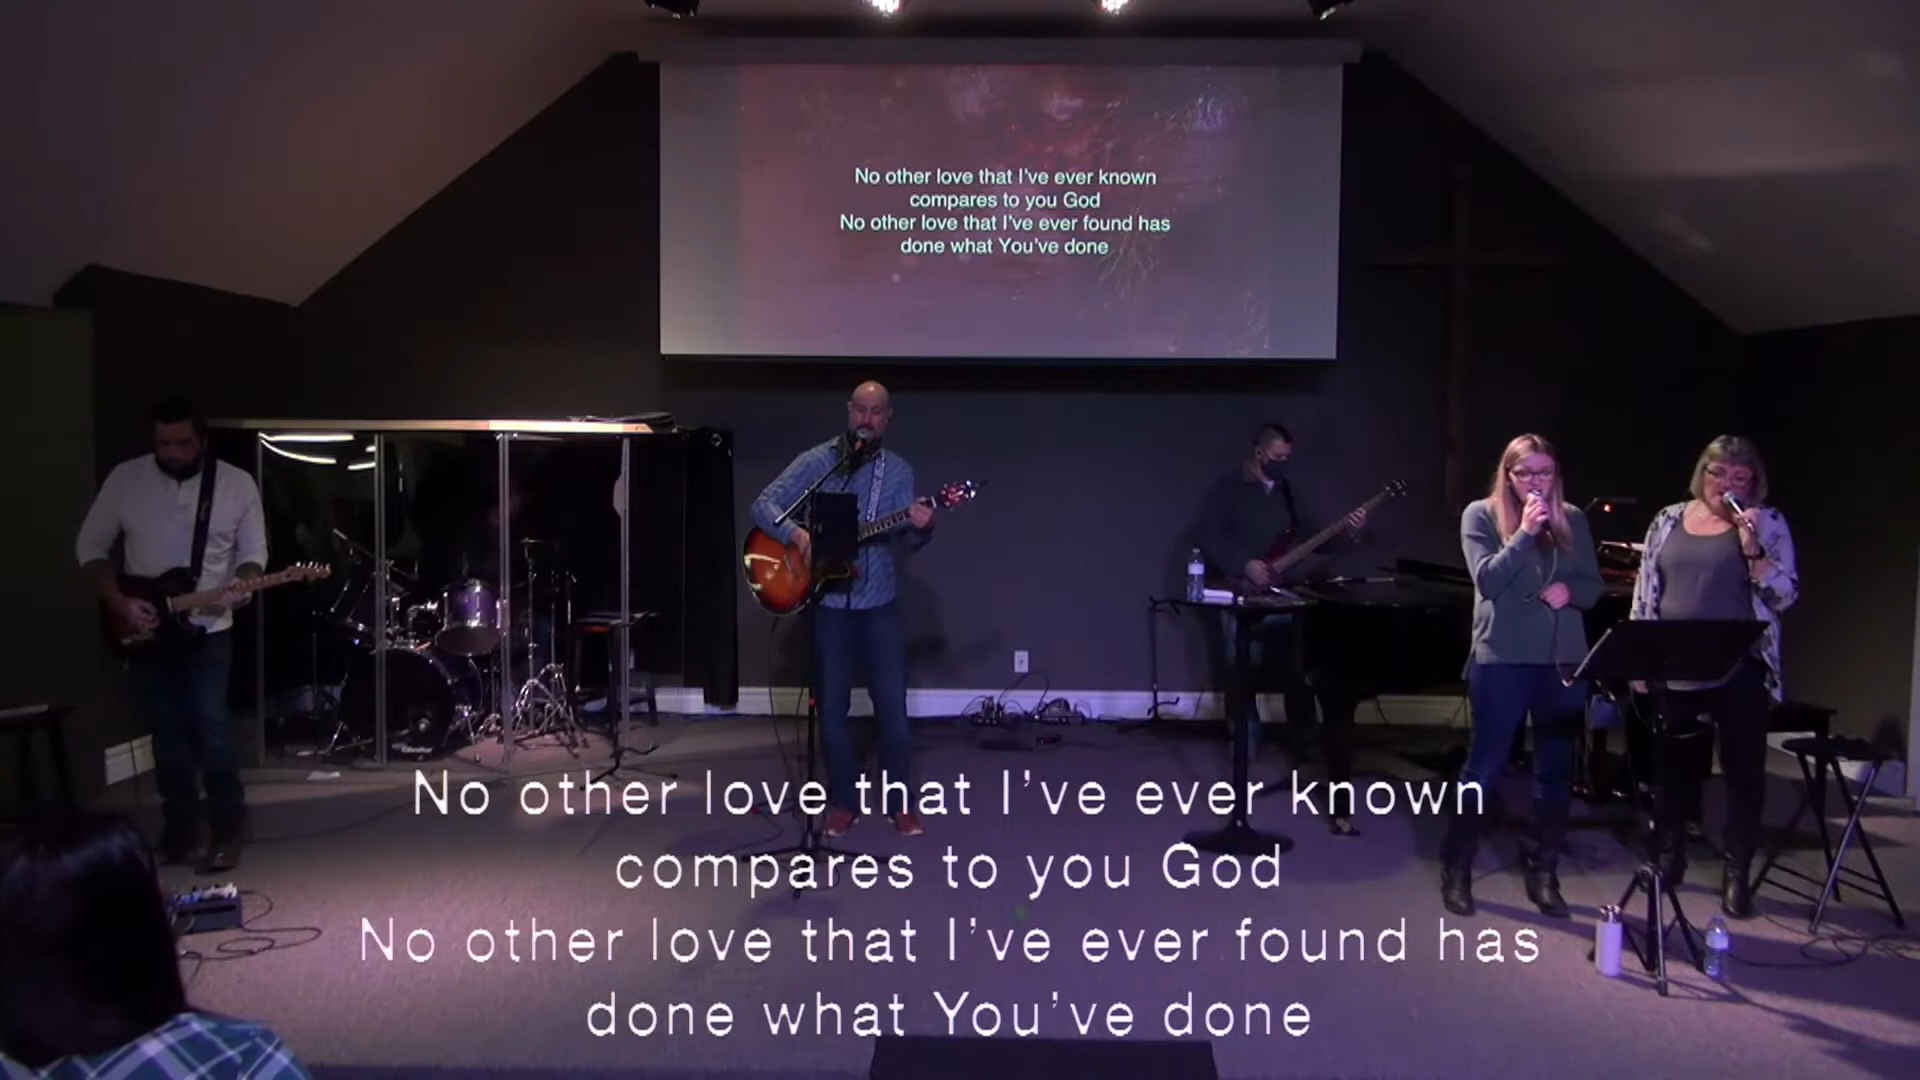 No other love that I've ever known
compares to you God
No other love that I've ever found has
done what You've done
No other love that I've ever known
compares to you God
No other love that I've ever found has
done what You've done